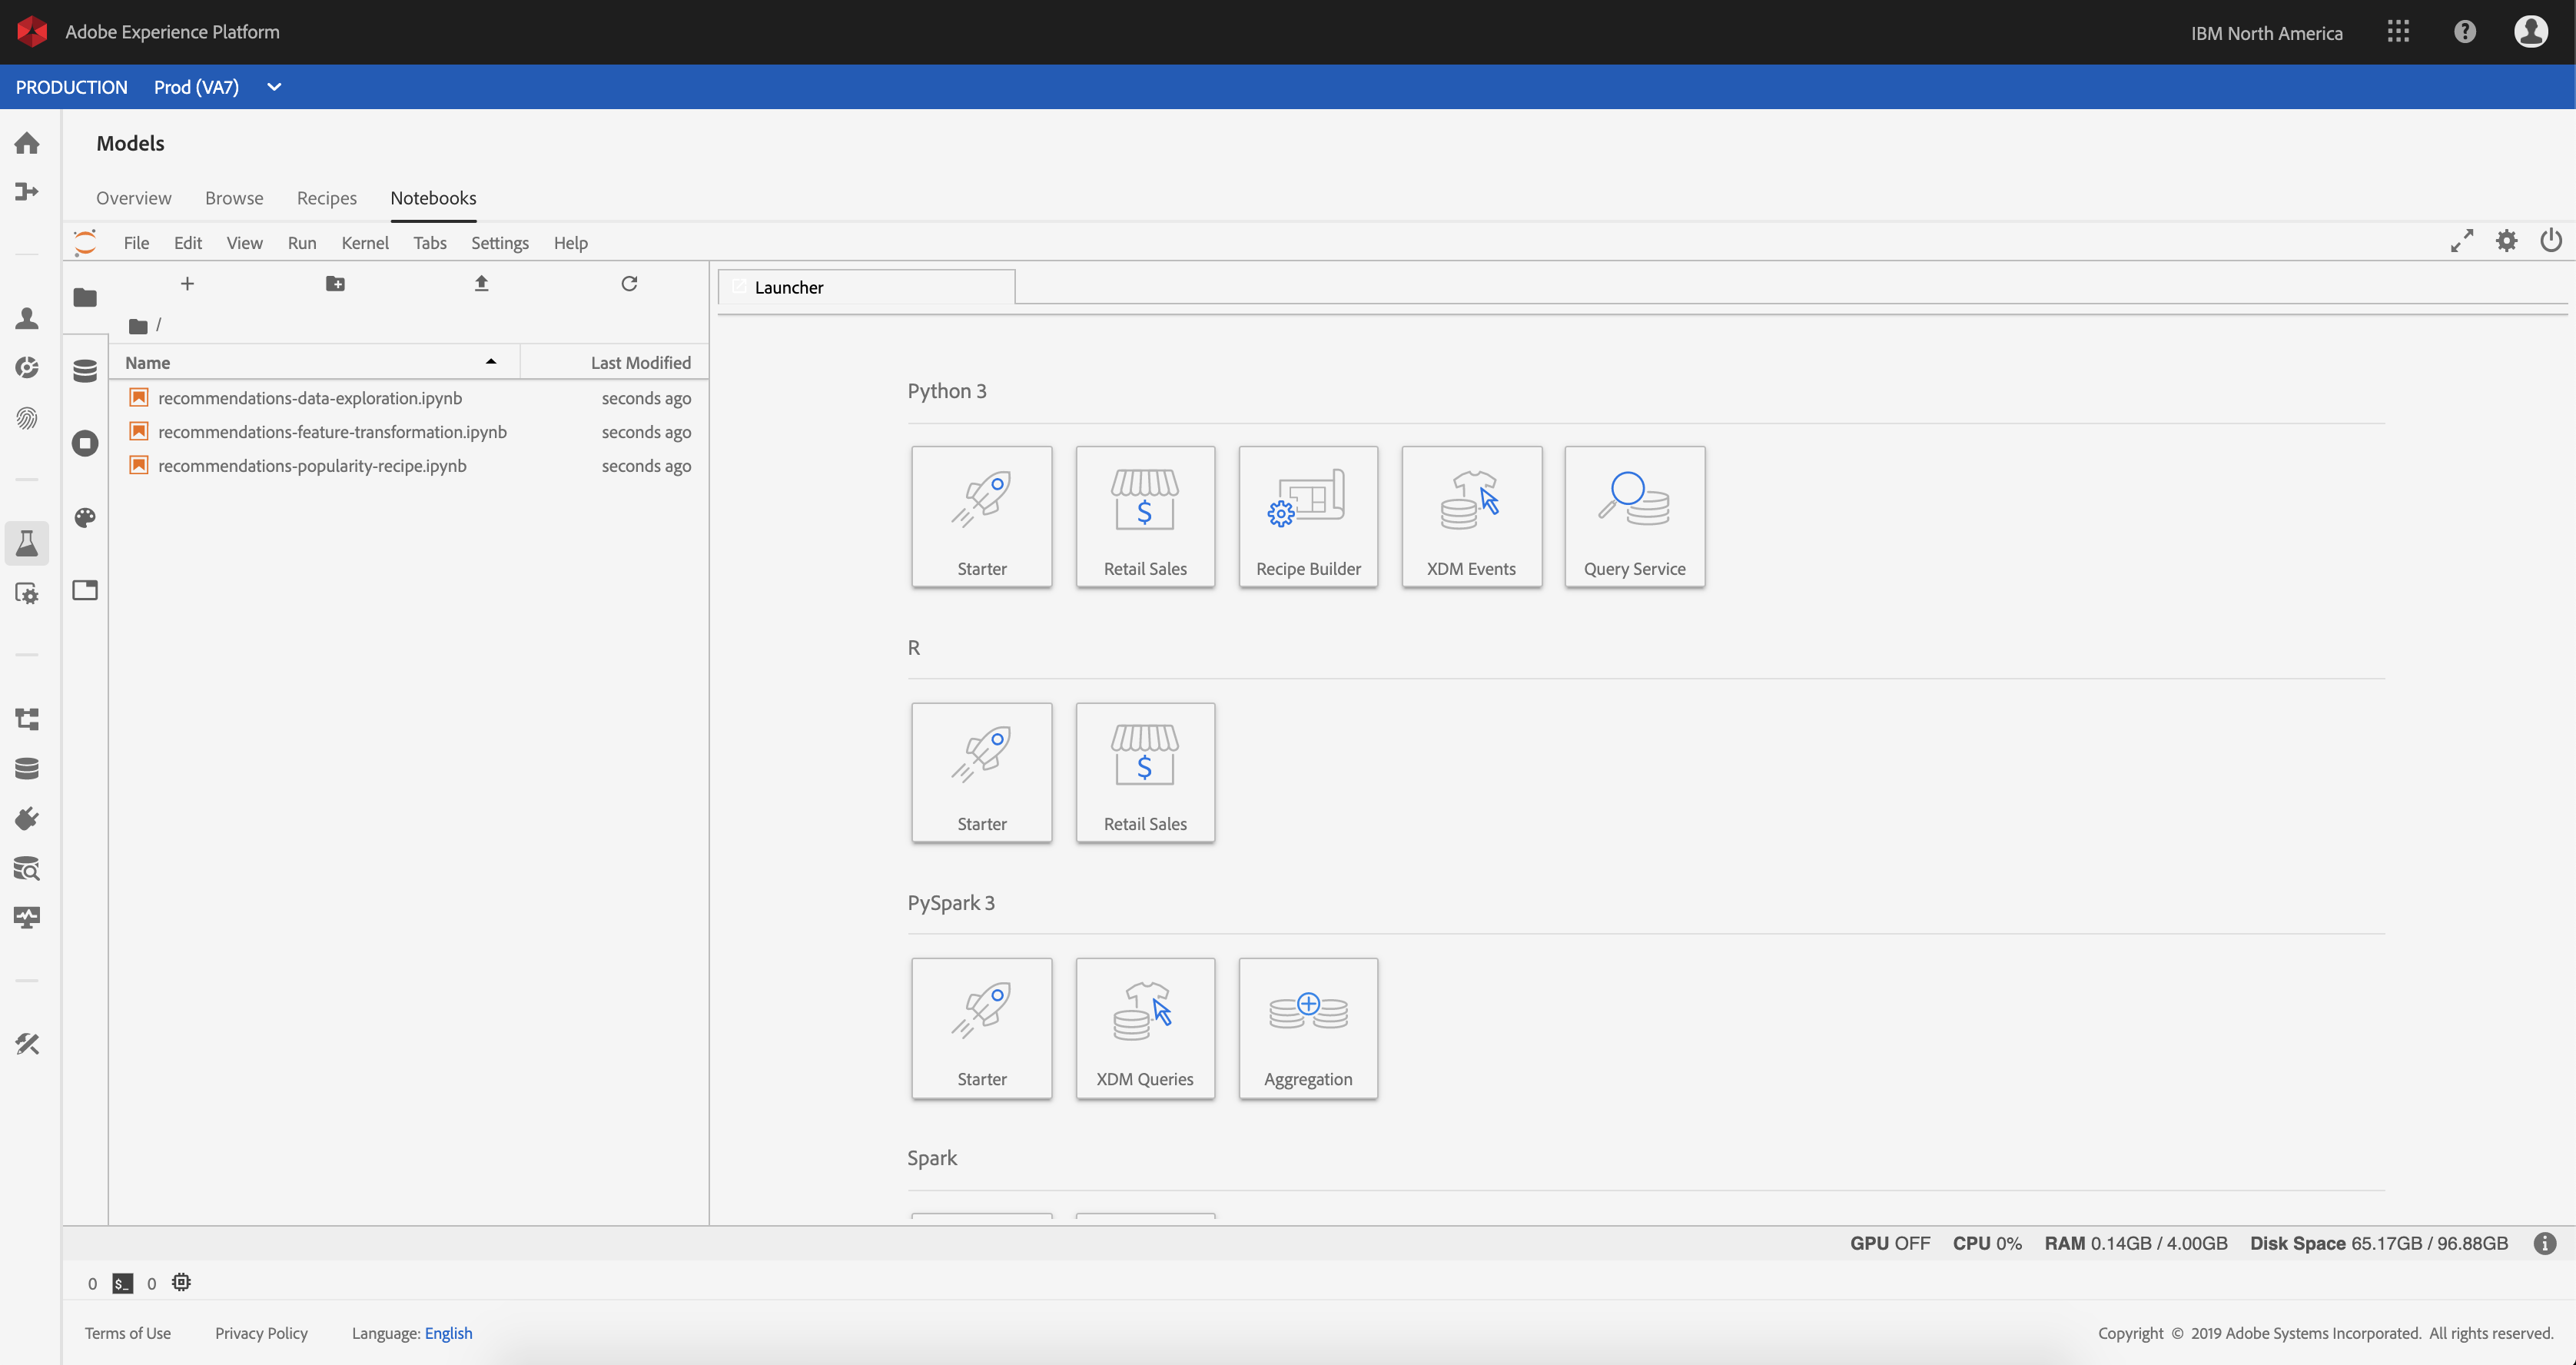 Adobe Experience Platform
IBM North America
PRODUCTION Prod (VA7)
Models
Overview Browse Recipes Notebooks
File Edit View Run Kernel Tabs Settings Help
Launcher
/
Name Last Modified
recommendations-data-exploration.ipynb seconds ago
recommendations-feature-transformation.ipynb seconds ago
recommendations-popularity-recipe.ipynb seconds ago
Python 3
Starter Retail Sales Recipe Builder XDM Events Query Service
R
Starter Retail Sales
PySpark 3
Starter XDM Queries Aggregation
Spark
GPU OFF CPU 0% RAM 0.14GB / 4.00GB Disk Space 65.17GB / 96.88GB
0 $_ 0
Terms of Use Privacy Policy Language: English
Copyright © 2019 Adobe Systems Incorporated. All rights reserved.